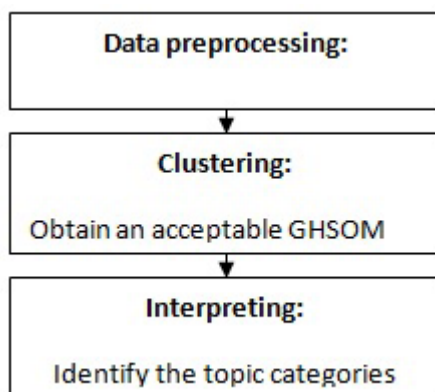 Data preprocessing:
Clustering:
Obtain an acceptable GHSOM
Interpreting:
Identify the topic categories